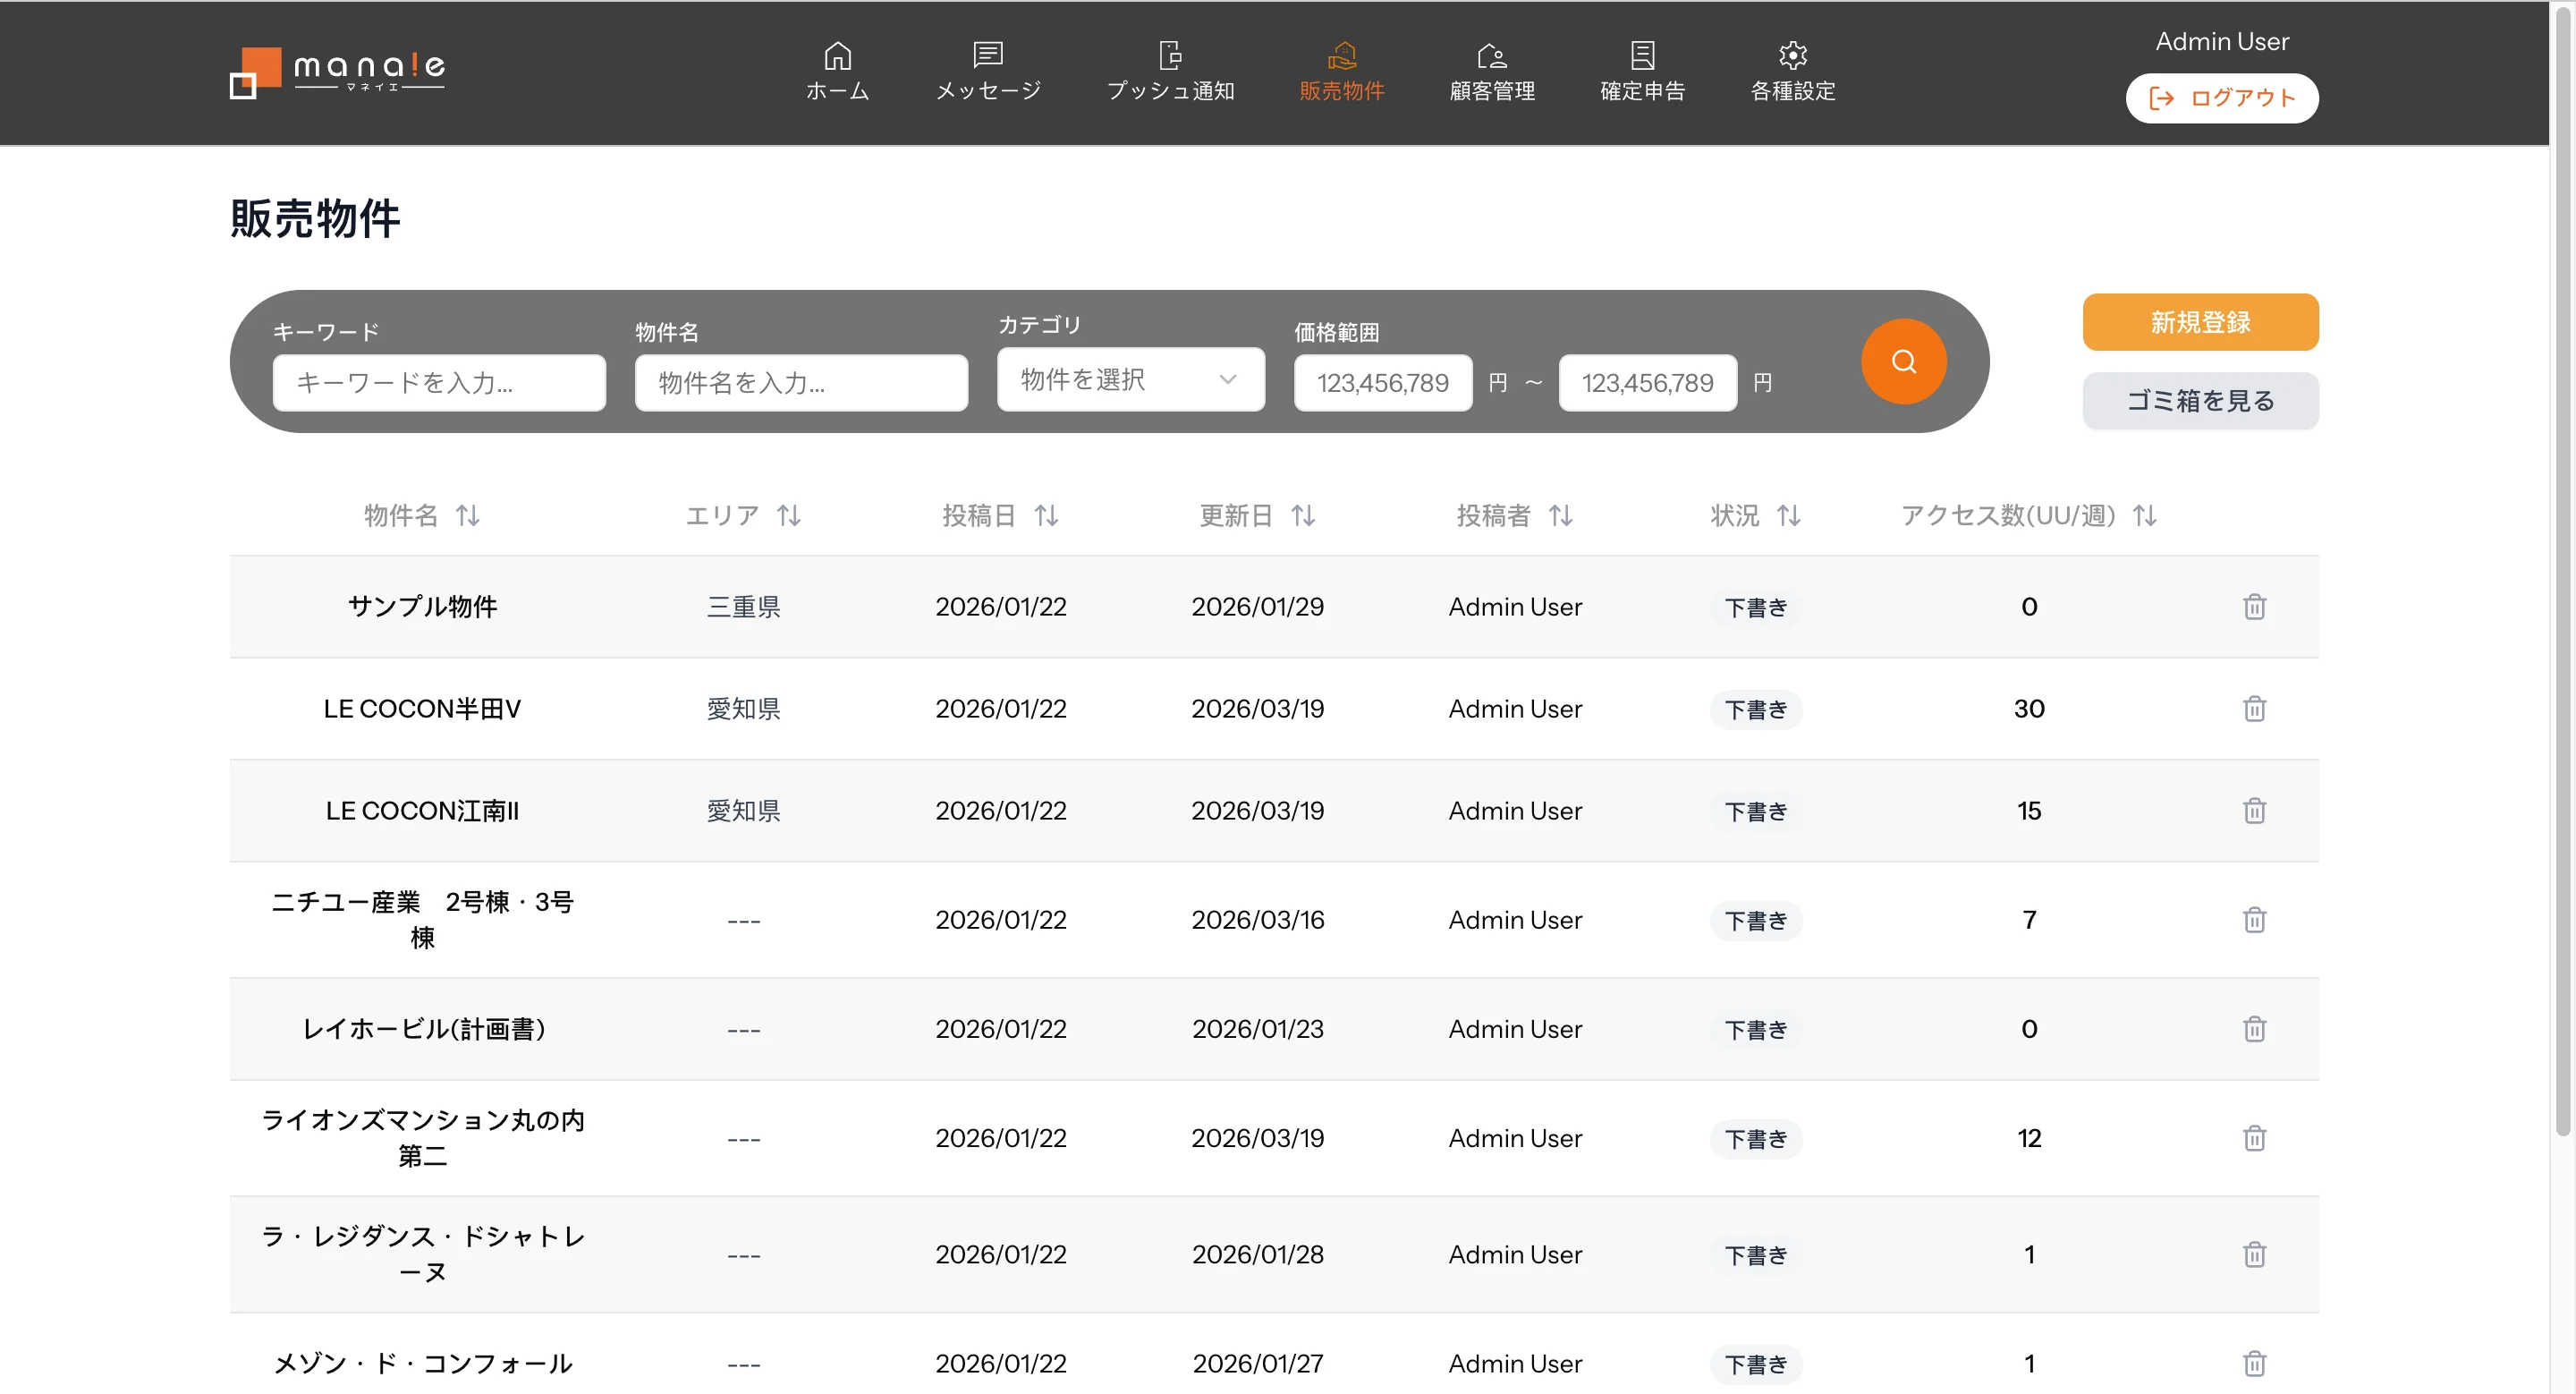 mana!e
マネイエ
ホーム
メッセージ
プッシュ通知
販売物件
顧客管理
確定申告
各種設定
Admin User
ログアウト
販売物件
キーワード
キーワードを入力...
物件名
物件名を入力...
カテゴリ
物件を選択
価格範囲
123,456,789 円 ~ 123,456,789 円
新規登録
ゴミ箱を見る
物件名 エリア 投稿日 更新日 投稿者 状況 アクセス数(UU/週)
サンプル物件 三重県 2026/01/22 2026/01/29 Admin User 下書き 0
LE COCON半田V 愛知県 2026/01/22 2026/03/19 Admin User 下書き 30
LE COCON江南II 愛知県 2026/01/22 2026/03/19 Admin User 下書き 15
ニチユー産業　2号棟・3号
棟 --- 2026/01/22 2026/03/16 Admin User 下書き 7
レイホービル(計画書) --- 2026/01/22 2026/01/23 Admin User 下書き 0
ライオンズマンション丸の内
第二 --- 2026/01/22 2026/03/19 Admin User 下書き 12
ラ・レジダンス・ドシャトレ
ーヌ --- 2026/01/22 2026/01/28 Admin User 下書き 1
メゾン・ド・コンフォール --- 2026/01/22 2026/01/27 Admin User 下書き 1